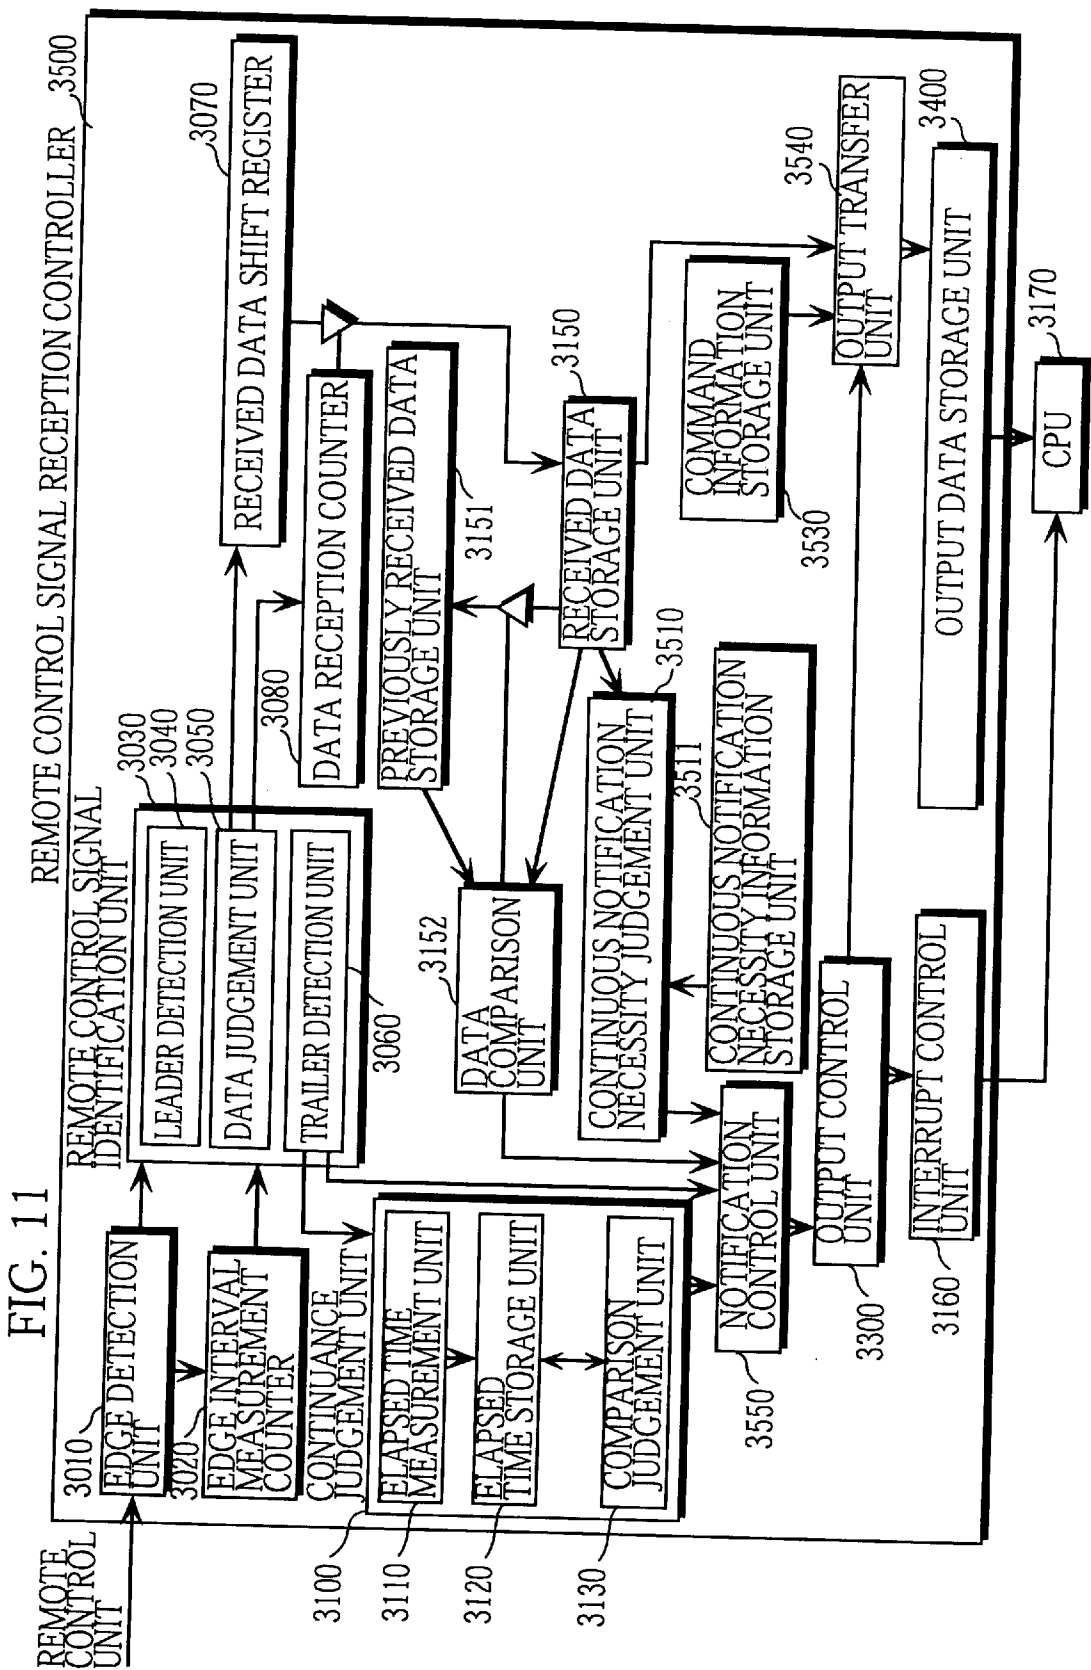 FIG. 11
REMOTE CONTROL SIGNAL RECEPTION CONTROLLER
3500
REMOTE
CONTROL
UNIT
3010
EDGE DETECTION
UNIT
3020
EDGE INTERVAL
MEASUREMENT
COUNTER
REMOTE CONTROL SIGNAL
IDENTIFICATION UNIT
3030
3040
3050
LEADER DETECTION UNIT
DATA JUDGEMENT UNIT
TRAILER DETECTION UNIT
3060
3070
RECEIVED DATA SHIFT REGISTER
3080
DATA RECEPTION COUNTER
PREVIOUSLY RECEIVED DATA
STORAGE UNIT
3151
CONTINUANCE
JUDGEMENT UNIT
3100
ELAPSED TIME
MEASUREMENT UNIT
3110
ELAPSED
TIME STORAGE UNIT
3120
COMPARISON
JUDGEMENT UNIT
3130
3152
DATA
COMPARISON
UNIT
RECEIVED DATA
STORAGE UNIT
3150
CONTINUOUS NOTIFICATION
NECESSITY JUDGEMENT UNIT
3510
3511
CONTINUOUS NOTIFICATION
NECESSITY INFORMATION
STORAGE UNIT
COMMAND
INFORMATION
STORAGE UNIT
3530
NOTIFICATION
CONTROL UNIT
3550
OUTPUT CONTROL
UNIT
3300
OUTPUT TRANSFER
UNIT
3540
INTERRUPT CONTROL
UNIT
3160
OUTPUT DATA STORAGE UNIT
3400
CPU
3170